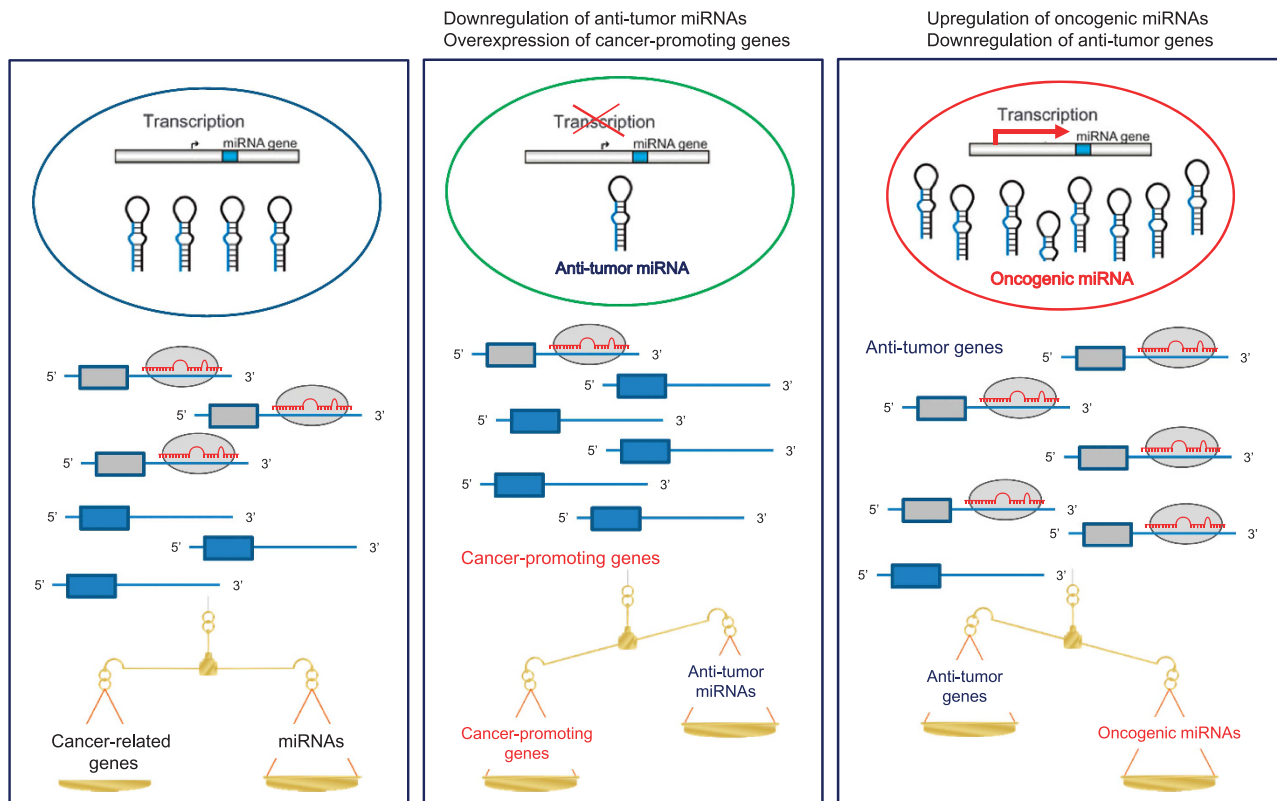 Downregulation of anti-tumor miRNAs
Overexpression of cancer-promoting genes
Upregulation of oncogenic miRNAs
Downregulation of anti-tumor genes
Transcription
miRNA gene
5’ 3’
5’ 3’
5’ 3’
5’ 3’
5’ 3’
5’ 3’
Cancer-related
genes
miRNAs
Transcription
miRNA gene
Anti-tumor miRNA
5’ 3’
5’ 3’
5’ 3’
5’ 3’
5’ 3’
5’ 3’
Cancer-promoting genes
Anti-tumor
miRNAs
Cancer-promoting
genes
miRNA gene
Transcription
Oncogenic miRNA
Anti-tumor genes
5’ 3’
5’ 3’
5’ 3’
5’ 3’
5’ 3’
5’ 3’
Anti-tumor
genes
Oncogenic miRNAs